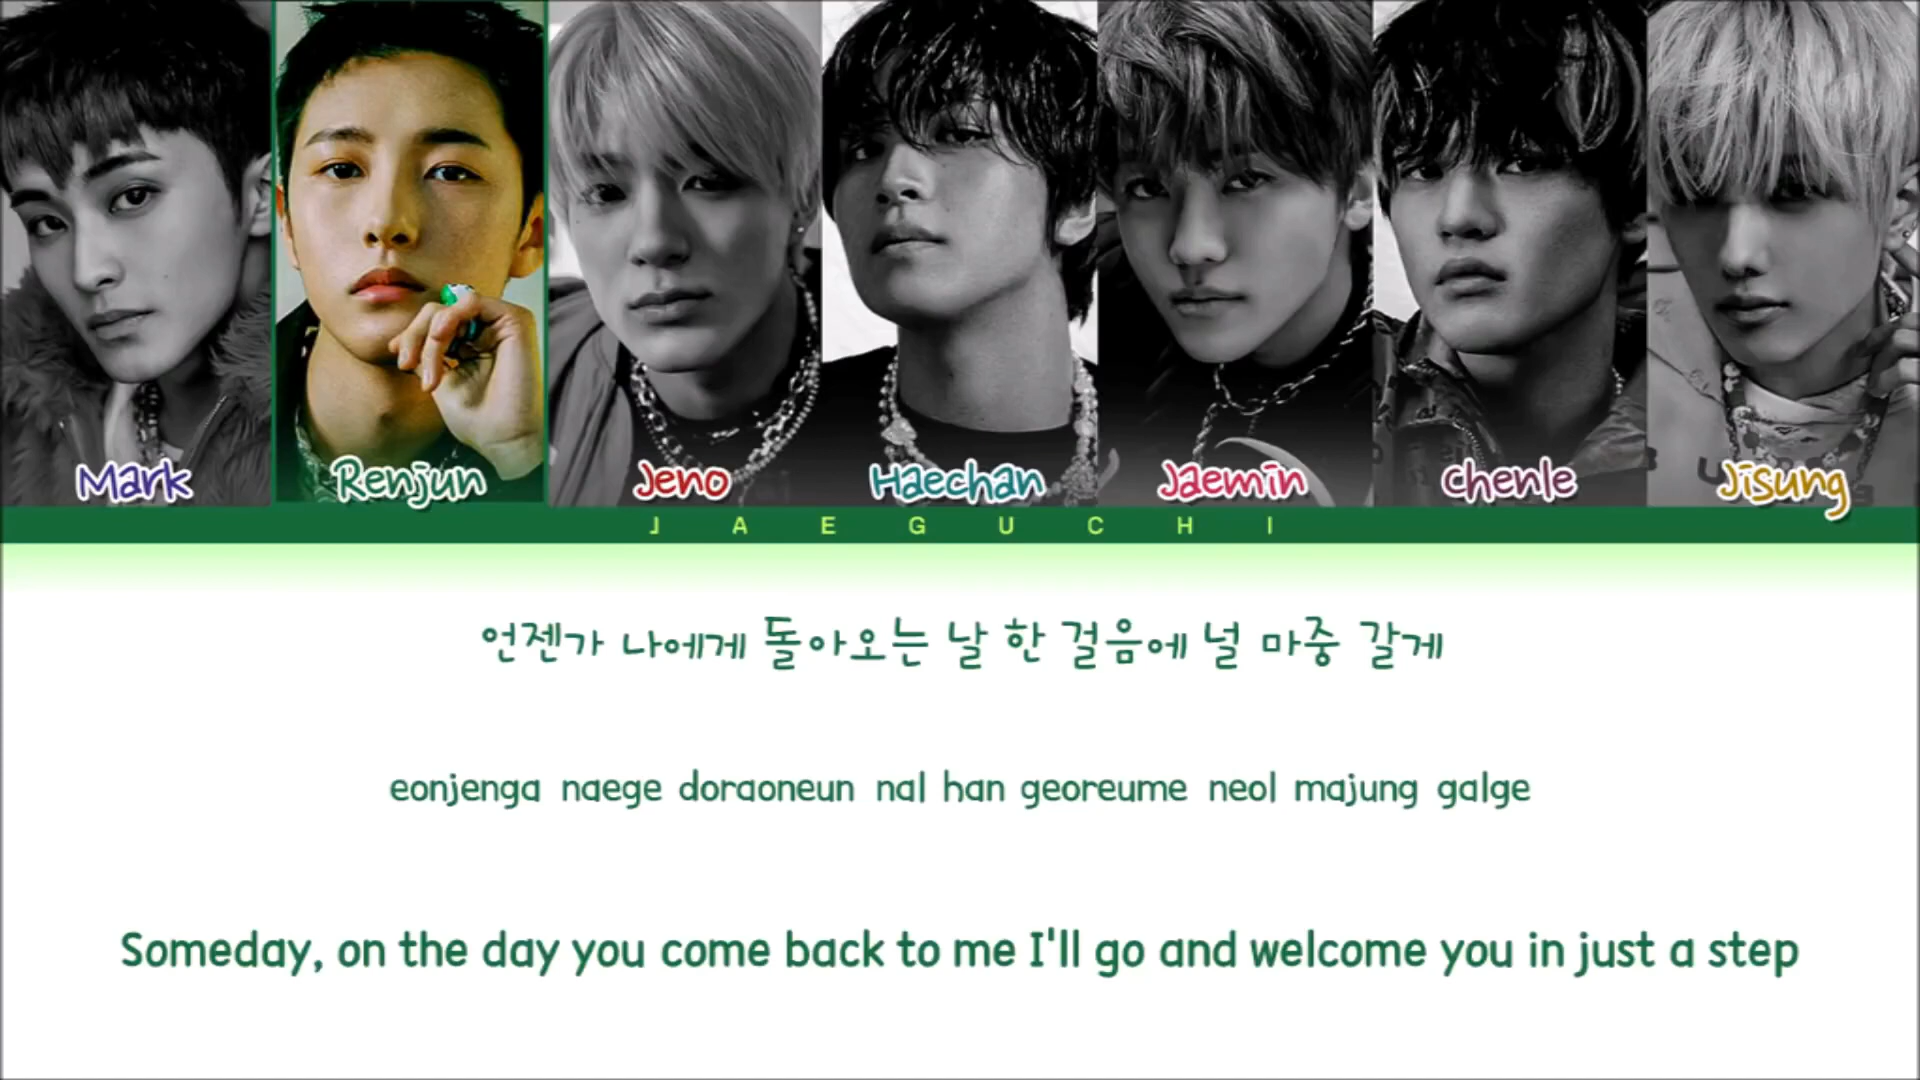 Mark Renjun Jeno Haechan Jaemin Chenle Jisung
JAEGUCHI
언젠가 나에게 돌아오는 날 한 걸음에 널 마중 갈게
eonjenga naege doraoneun nal han georeume neol majung galge
Someday, on the day you come back to me I'll go and welcome you in just a step